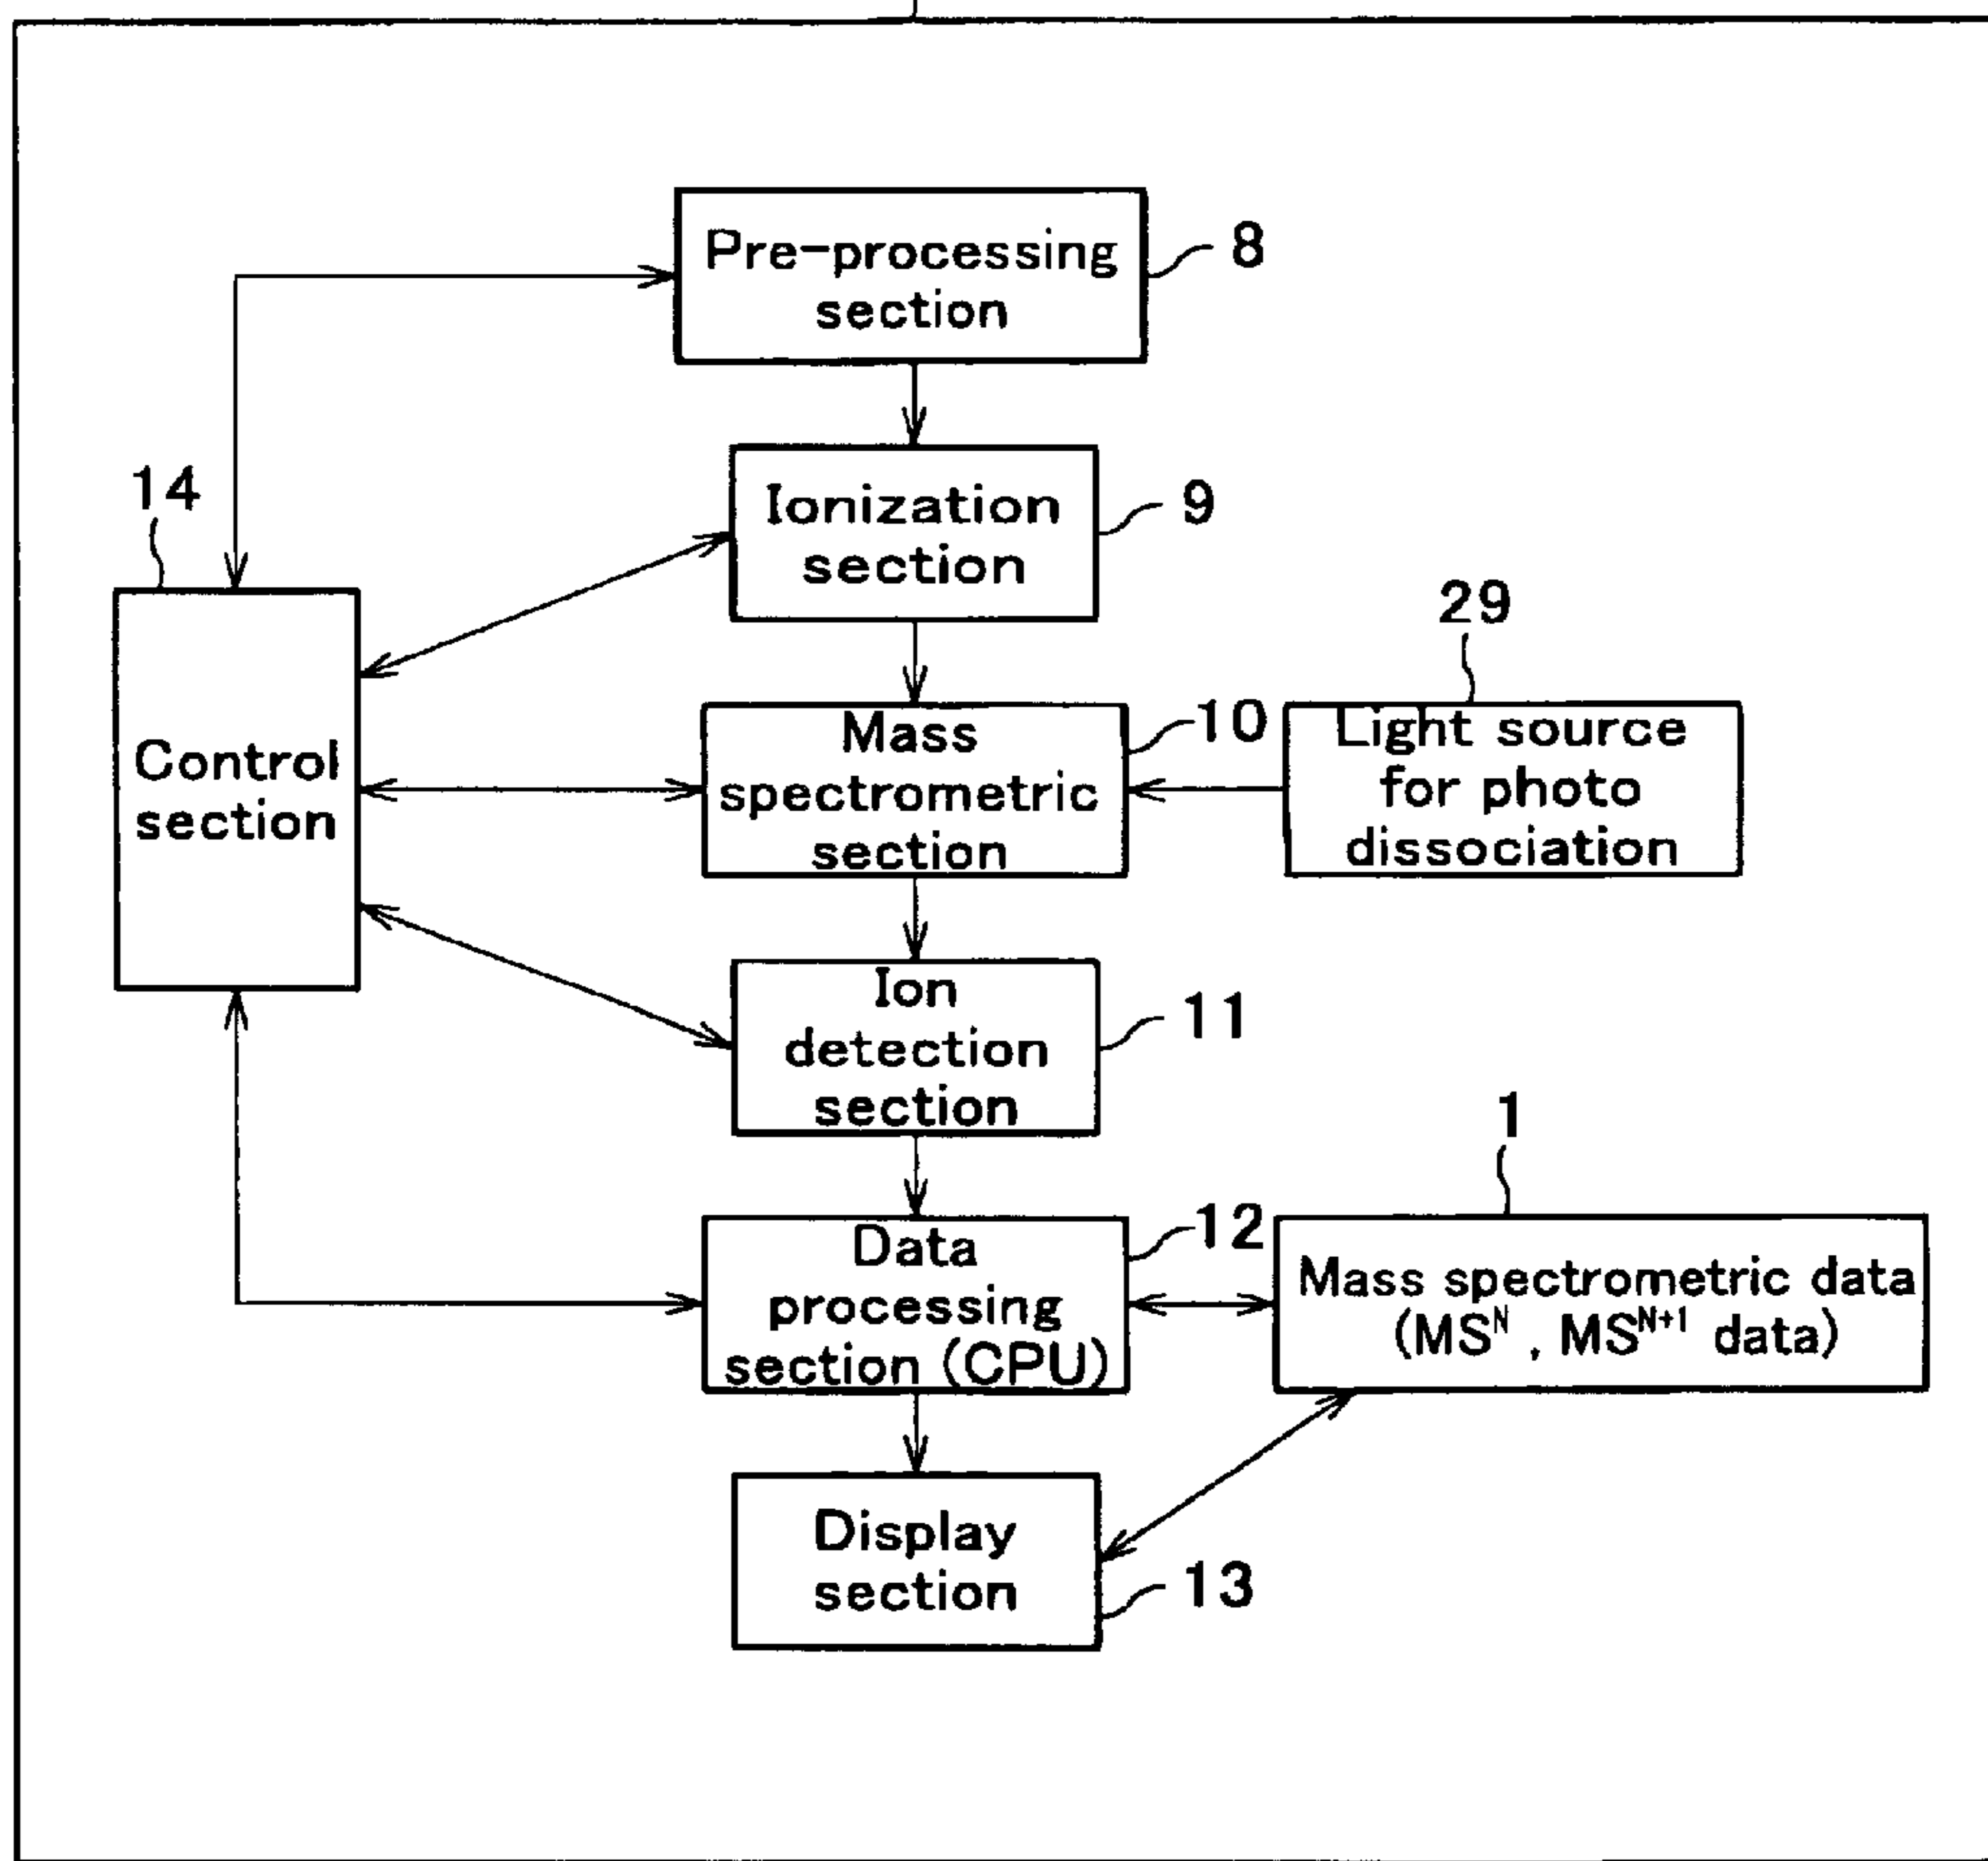 Pre-processing
section
8
Ionization
section
9
14
Control
section
Mass
spectrometric
section
10
29
Light source
for photo
dissociation
Ion
detection
section
11
1
Data
processing
section (CPU)
12
Mass spectrometric data
(MS^N , MS^N+1 data)
Display
section
13